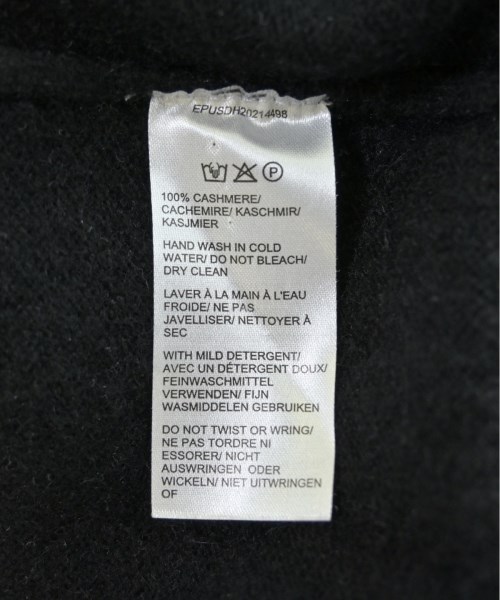 EPUSDH20214498
P
100% CASHMERE/
CACHEMIRE/ KASCHMIR/
KASJMIER
HAND WASH IN COLD
WATER/ DO NOT BLEACH/
DRY CLEAN
LAVER À LA MAIN À L'EAU
FROIDE/ NE PAS
JAVELLISER/ NETTOYER À
SEC
WITH MILD DETERGENT/
AVEC UN DÉTERGENT DOUX/
FEINWASCHMITTEL
VERWENDEN/ FIJN
WASMIDDELEN GEBRUIKEN
DO NOT TWIST OR WRING/
NE PAS TORDRE NI
ESSORER/ NICHT
AUSWRINGEN ODER
WICKELN/ NIET UITWRINGEN
OF